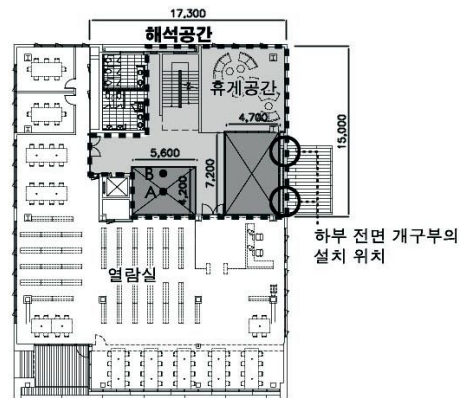 17,300
해석공간
휴게공간
4,700
15,000
5,600
7,200
B
A
4,200
하부 전면 개구부의
설치 위치
열람실